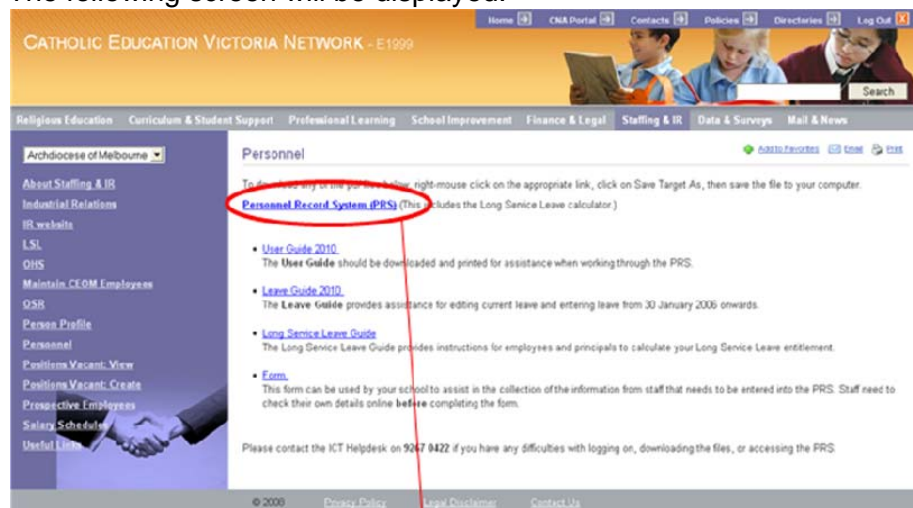 The following screen will be displayed.
Home CNA Portal Contacts Policies Directories Log Out
CATHOLIC EDUCATION VICTORIA NETWORK - E1999
Search
Religious Education Curriculum & Student Support Professional Learning School Improvement Finance & Legal Staffing & IR Data & Surveys Mail & News
Archdiocese of Melbourne
Personnel
Add to Favorites Email Print
About Staffing & IR
Industrial Relations
IR website
LSL
OHS
Maintain CEOM Employees
OSR
Person Profile
Personnel
Positions Vacant: View
Positions Vacant: Create
Prospective Employees
Salary Schedules
Useful Links
To download any of the pdf files below, right-mouse click on the appropriate link, click on Save Target As, then save the file to your computer.
Personnel Record System (PRS) (This includes the Long Service Leave calculator.)
• User Guide 2010
The User Guide should be downloaded and printed for assistance when working through the PRS.
• Leave Guide 2010
The Leave Guide provides assistance for editing current leave and entering leave from 30 January 2006 onwards.
• Long Service Leave Guide
The Long Service Leave Guide provides instructions for employees and principals to calculate your Long Service Leave entitlement.
• Form
This form can be used by your school to assist in the collection of the information from staff that needs to be entered into the PRS. Staff need to
check their own details online before completing the form.
Please contact the ICT Helpdesk on 9267 0422 if you have any difficulties with logging on, downloading the files, or accessing the PRS.
© 2008 Privacy Policy Legal Disclaimer Contact Us